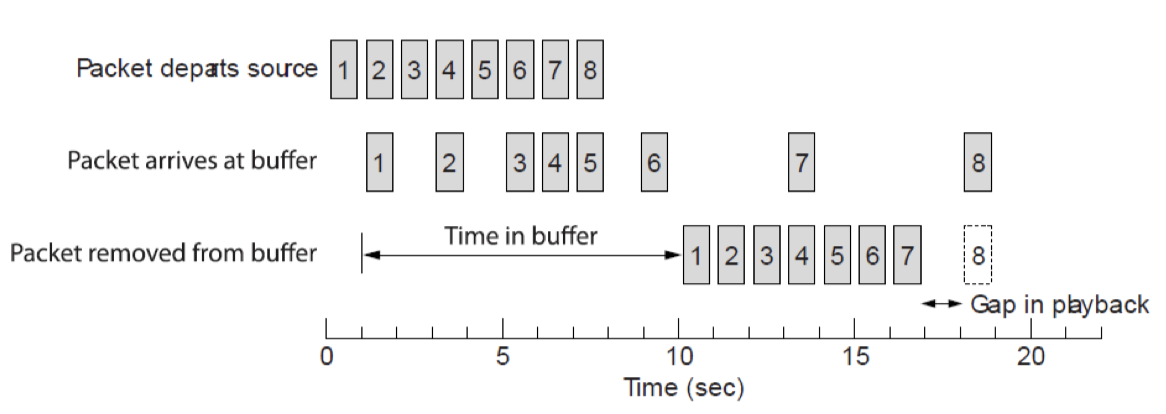 Packet departs source 1 2 3 4 5 6 7 8
Packet arrives at buffer 1 2 3 4 5 6 7 8
Time in buffer
Packet removed from buffer 1 2 3 4 5 6 7 8
Gap in playback
0 5 10 15 20
Time (sec)